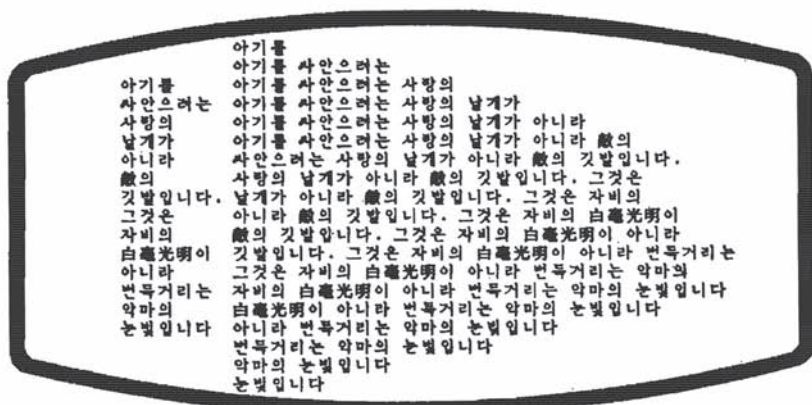 아기를
아기를 싸안으려는
아기를 아기를 싸안으려는 사랑의
싸안으려는 아기를 싸안으려는 사랑의 날개가
사랑의 아기를 싸안으려는 사랑의 날개가 아니라
날개가 아기를 싸안으려는 사랑의 날개가 아니라 敵의
아니라 싸안으려는 사랑의 날개가 아니라 敵의 깃발입니다.
敵의 사랑의 날개가 아니라 敵의 깃발입니다. 그것은
깃발입니다. 날개가 아니라 敵의 깃발입니다. 그것은 자비의
그것은 아니라 敵의 깃발입니다. 그것은 자비의 白毫光明이
자비의 敵의 깃발입니다. 그것은 자비의 白毫光明이 아니라
白毫光明이 깃발입니다. 그것은 자비의 白毫光明이 아니라 번득거리는
아니라 그것은 자비의 白毫光明이 아니라 번득거리는 악마의
번득거리는 자비의 白毫光明이 아니라 번득거리는 악마의 눈빛입니다
악마의 白毫光明이 아니라 번득거리는 악마의 눈빛입니다
눈빛입니다 아니라 번득거리는 악마의 눈빛입니다
번득거리는 악마의 눈빛입니다
악마의 눈빛입니다
눈빛입니다